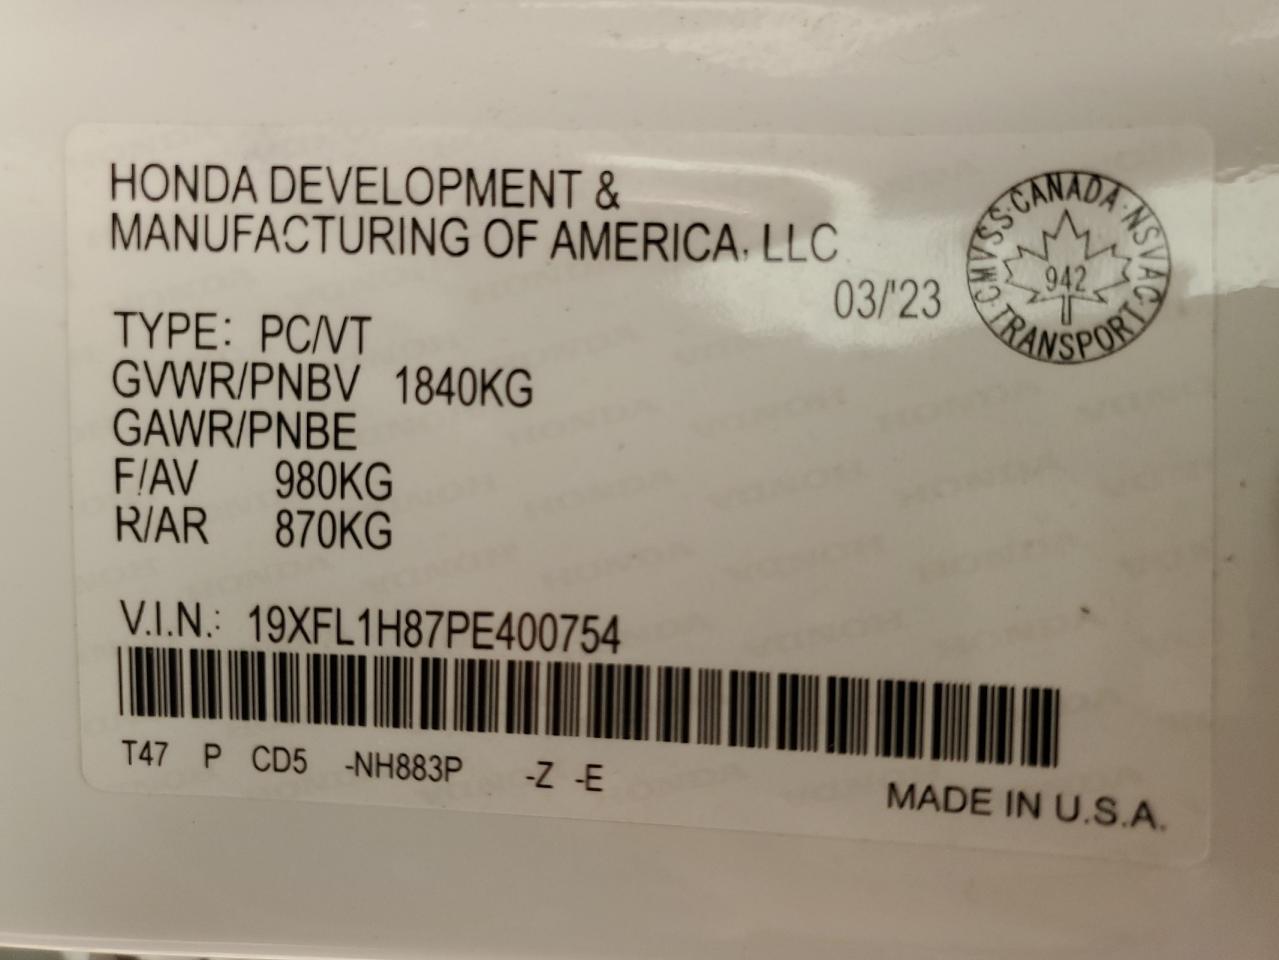 HONDA DEVELOPMENT &
MANUFACTURING OF AMERICA, LLC
03/'23
CMVSS·CANADA·NSVAC·TRANSPORT
942
TYPE: PC/VT
GVWR/PNBV 1840KG
GAWR/PNBE
F/AV 980KG
R/AR 870KG
V.I.N.: 19XFL1H87PE400754
T47 P CD5 -NH883P -Z -E
MADE IN U.S.A.